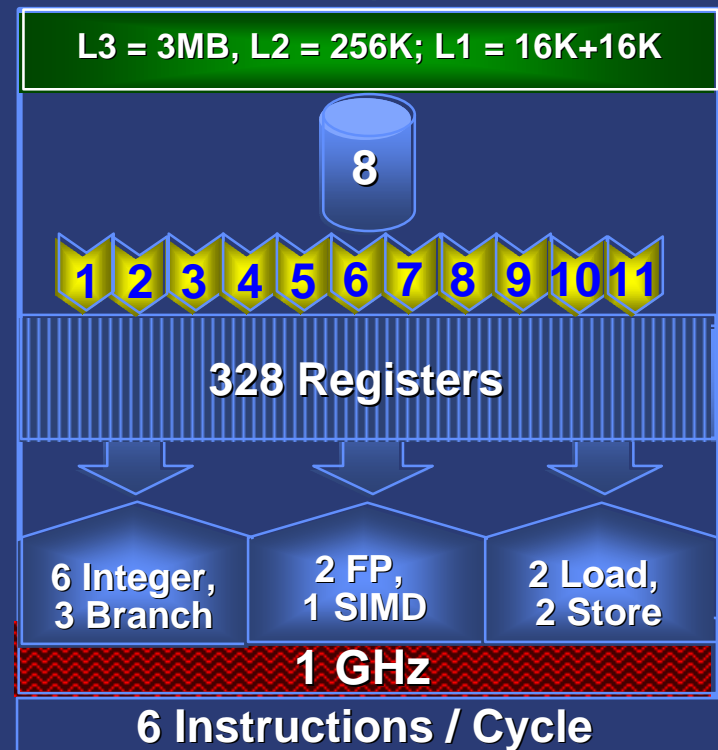 L3 = 3MB, L2 = 256K; L1 = 16K+16K
8
1 2 3 4 5 6 7 8 9 10 11
328 Registers
6 Integer,
3 Branch
2 FP,
1 SIMD
2 Load,
2 Store
1 GHz
6 Instructions / Cycle